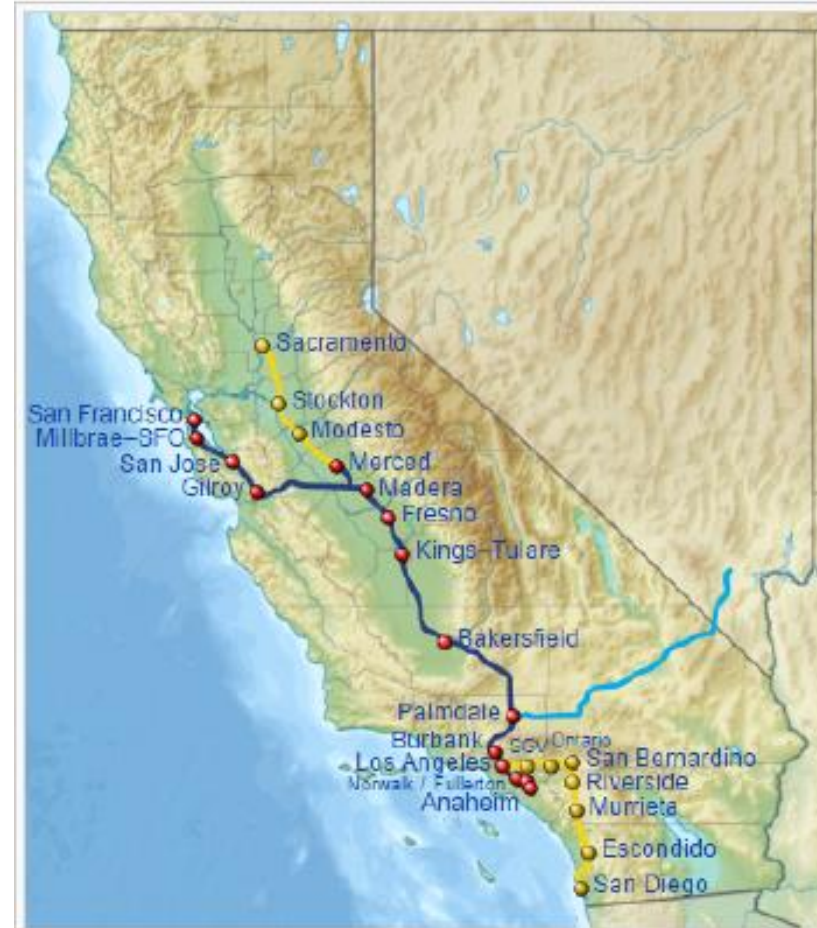 Sacramento
Stockton
San Francisco
Modesto
Millbrae–SFO
San Jose
Merced
Gilroy
Madera
Fresno
Kings–Tulare
Bakersfield
Palmdale
Burbank
SGV
Ontario
Los Angeles
San Bernardino
Norwalk / Fullerton
Riverside
Anaheim
Murrieta
Escondido
San Diego